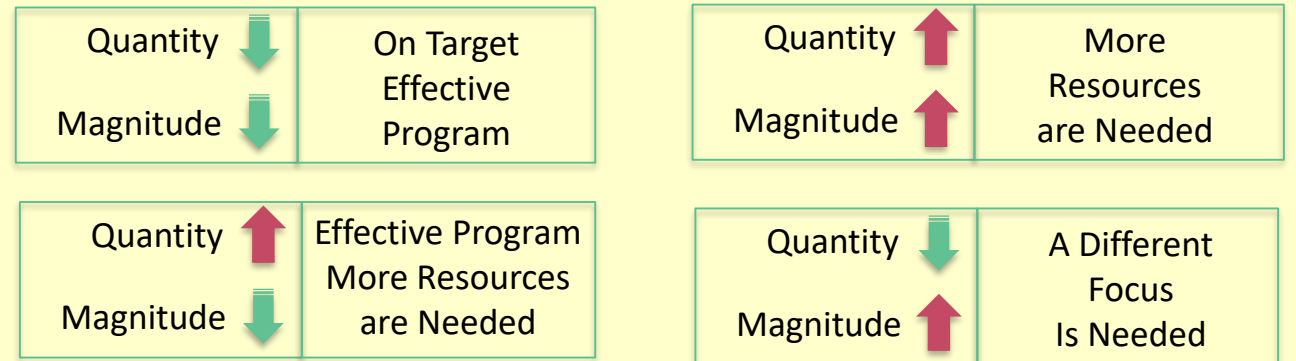 Quantity
Magnitude
On Target
Effective
Program
Quantity
Magnitude
More
Resources
are Needed
Quantity
Magnitude
Effective Program
More Resources
are Needed
Quantity
Magnitude
A Different
Focus
Is Needed